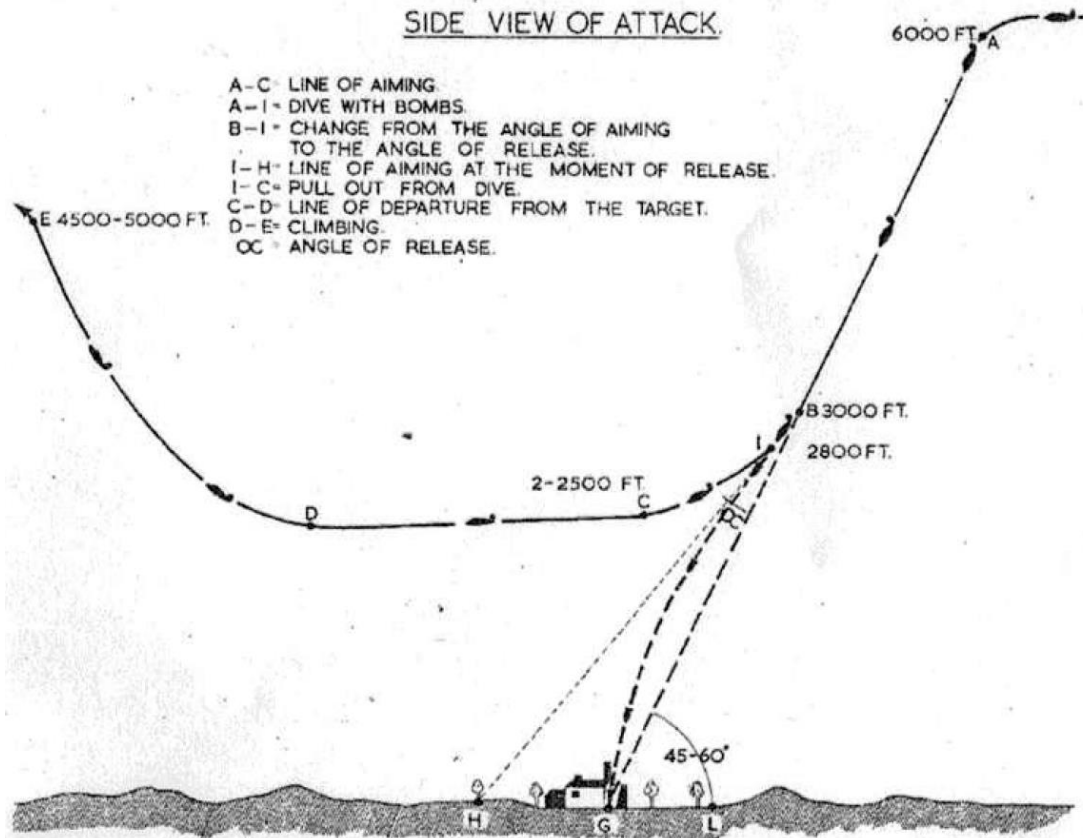 SIDE VIEW OF ATTACK.
6000 FT. A
A-C- LINE OF AIMING.
A-I= DIVE WITH BOMBS.
B-I= CHANGE FROM THE ANGLE OF AIMING
TO THE ANGLE OF RELEASE.
I-H= LINE OF AIMING AT THE MOMENT OF RELEASE.
I-C= PULL OUT FROM DIVE.
C-D= LINE OF DEPARTURE FROM THE TARGET.
D-E= CLIMBING.
OC= ANGLE OF RELEASE.
E 4500-5000 FT.
B 3000 FT.
I
2800 FT.
2-2500 FT.
C
D
OC
45-60°
H
G
L